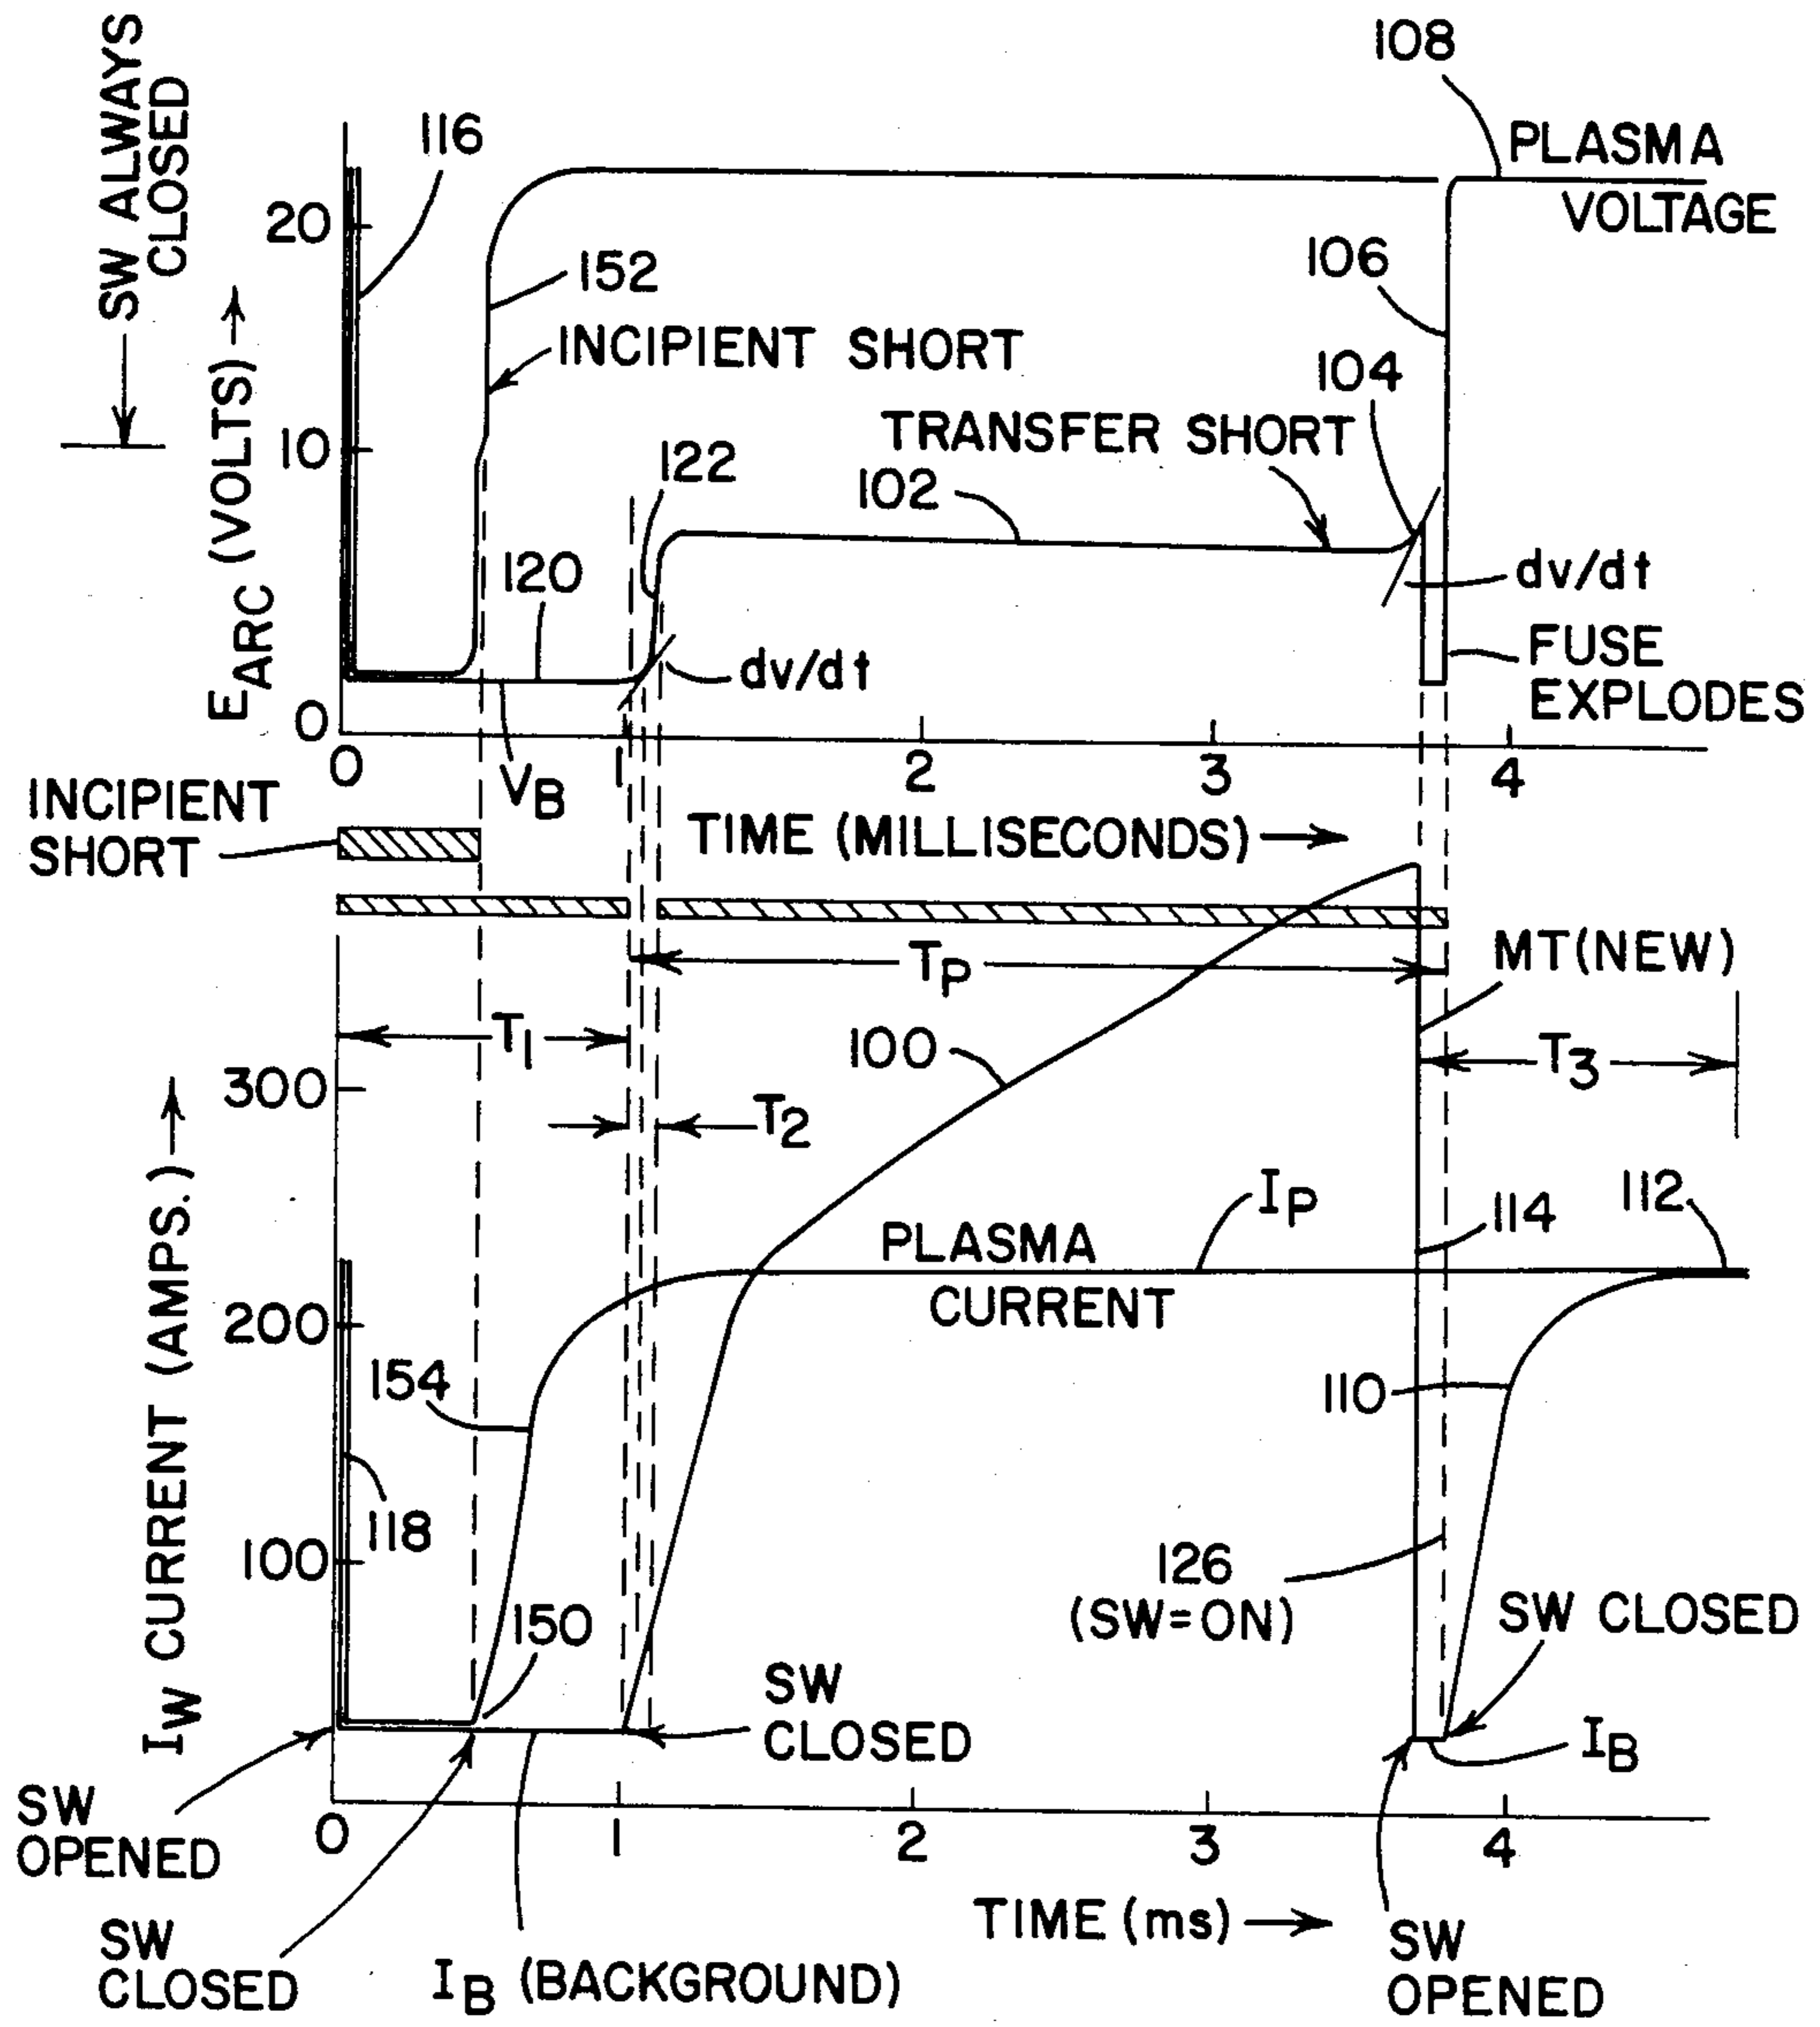 108
PLASMA
VOLTAGE
SW ALWAYS
CLOSED
116
20
152
106
INCIPIENT SHORT
104
TRANSFER SHORT
10
122
102
EARC (VOLTS)
120
dv/dt
dv/dt
FUSE
EXPLODES
0
0
1
2
3
4
VB
INCIPIENT
SHORT
TIME (MILLISECONDS)
TP
MT(NEW)
T1
100
T3
300
T2
IP
114
112
PLASMA
CURRENT
200
154
110
IW CURRENT (AMPS.)
118
100
126
(SW=ON)
150
SW CLOSED
SW
CLOSED
IB
SW
OPENED
0
1
2
3
4
TIME (ms)
SW
CLOSED
IB (BACKGROUND)
SW
OPENED